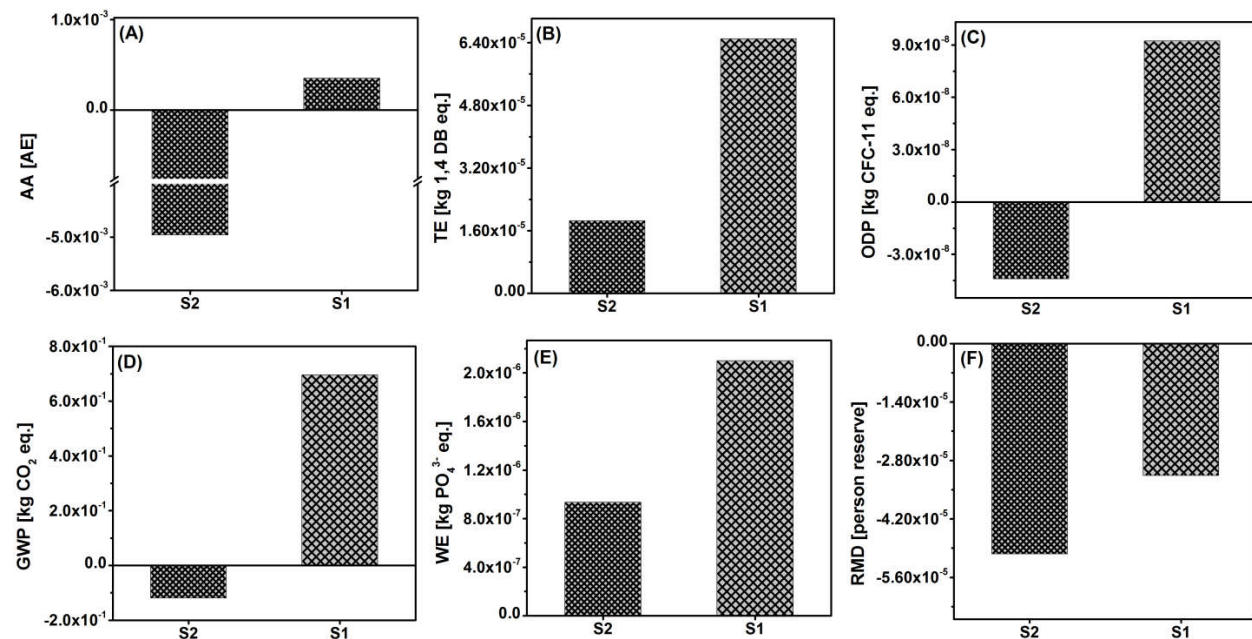 (A)
AA [AE]
1.0x10⁻³
0.0
-5.0x10⁻³
-6.0x10⁻³
S2 S1
(B)
TE [kg 1,4 DB eq.]
6.40x10⁻⁵
4.80x10⁻⁵
3.20x10⁻⁵
1.60x10⁻⁵
0.00
S2 S1
(C)
ODP [kg CFC-11 eq.]
9.0x10⁻⁸
6.0x10⁻⁸
3.0x10⁻⁸
0.0
-3.0x10⁻⁸
S2 S1
(D)
GWP [kg CO₂ eq.]
8.0x10⁻¹
6.0x10⁻¹
4.0x10⁻¹
2.0x10⁻¹
0.0
-2.0x10⁻¹
S2 S1
(E)
WE [kg PO₄³⁻ eq.]
2.0x10⁻⁶
1.6x10⁻⁶
1.2x10⁻⁶
8.0x10⁻⁷
4.0x10⁻⁷
0.0
S2 S1
(F)
RMD [person reserve]
0.00
-1.40x10⁻⁵
-2.80x10⁻⁵
-4.20x10⁻⁵
-5.60x10⁻⁵
S2 S1